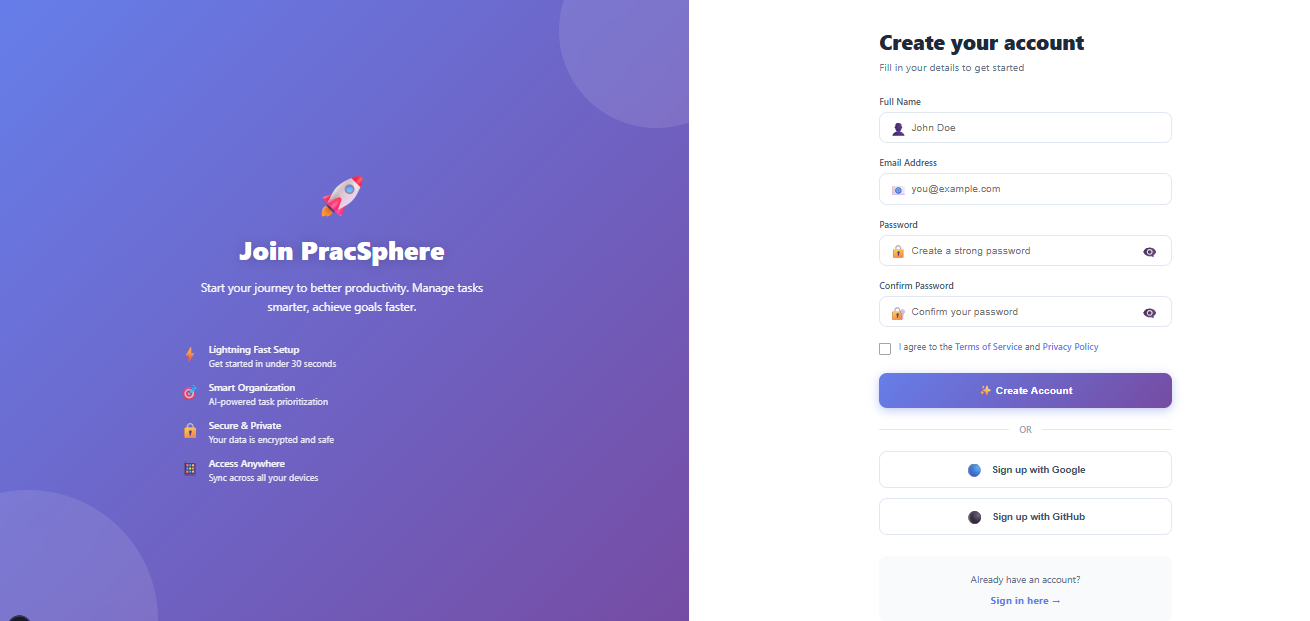 Join PracSphere
Start your journey to better productivity. Manage tasks
smarter, achieve goals faster.
Lightning Fast Setup
Get started in under 30 seconds
Smart Organization
AI-powered task prioritization
Secure & Private
Your data is encrypted and safe
Access Anywhere
Sync across all your devices
Create your account
Fill in your details to get started
Full Name
John Doe
Email Address
you@example.com
Password
Create a strong password
Confirm Password
Confirm your password
I agree to the Terms of Service and Privacy Policy
✨ Create Account
OR
Sign up with Google
Sign up with GitHub
Already have an account?
Sign in here →